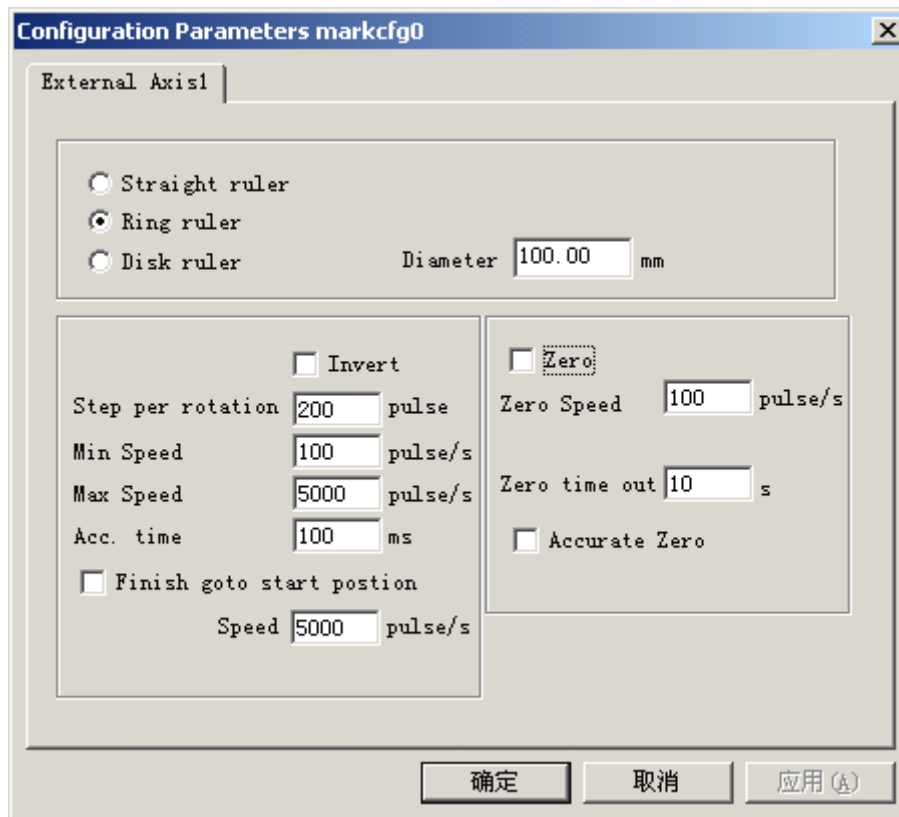 Configuration Parameters markcfg0
External Axis1
Straight ruler
Ring ruler
Disk ruler Diameter 100.00 mm
Invert
Step per rotation 200 pulse
Min Speed 100 pulse/s
Max Speed 5000 pulse/s
Acc. time 100 ms
Finish goto start postion
Speed 5000 pulse/s
Zero
Zero Speed 100 pulse/s
Zero time out 10 s
Accurate Zero
确定 取消 应用(A)